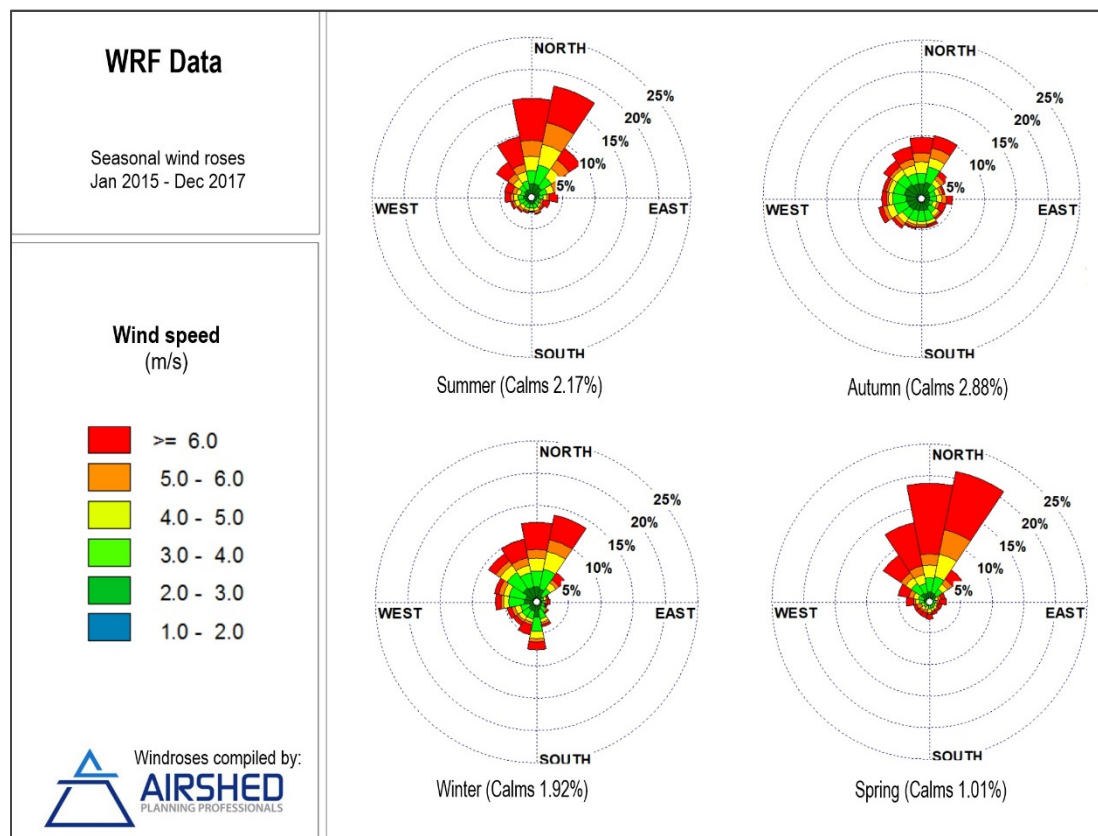 WRF Data
Seasonal wind roses
Jan 2015 - Dec 2017
Wind speed
(m/s)
>= 6.0
5.0 - 6.0
4.0 - 5.0
3.0 - 4.0
2.0 - 3.0
1.0 - 2.0
Windroses compiled by:
AIRSHED
PLANNING PROFESSIONALS
NORTH
25%
20%
15%
10%
5%
WEST
EAST
SOUTH
Summer (Calms 2.17%)
NORTH
25%
20%
15%
10%
5%
WEST
EAST
SOUTH
Autumn (Calms 2.88%)
NORTH
25%
20%
15%
10%
5%
WEST
EAST
SOUTH
Winter (Calms 1.92%)
NORTH
25%
20%
15%
10%
5%
WEST
EAST
SOUTH
Spring (Calms 1.01%)